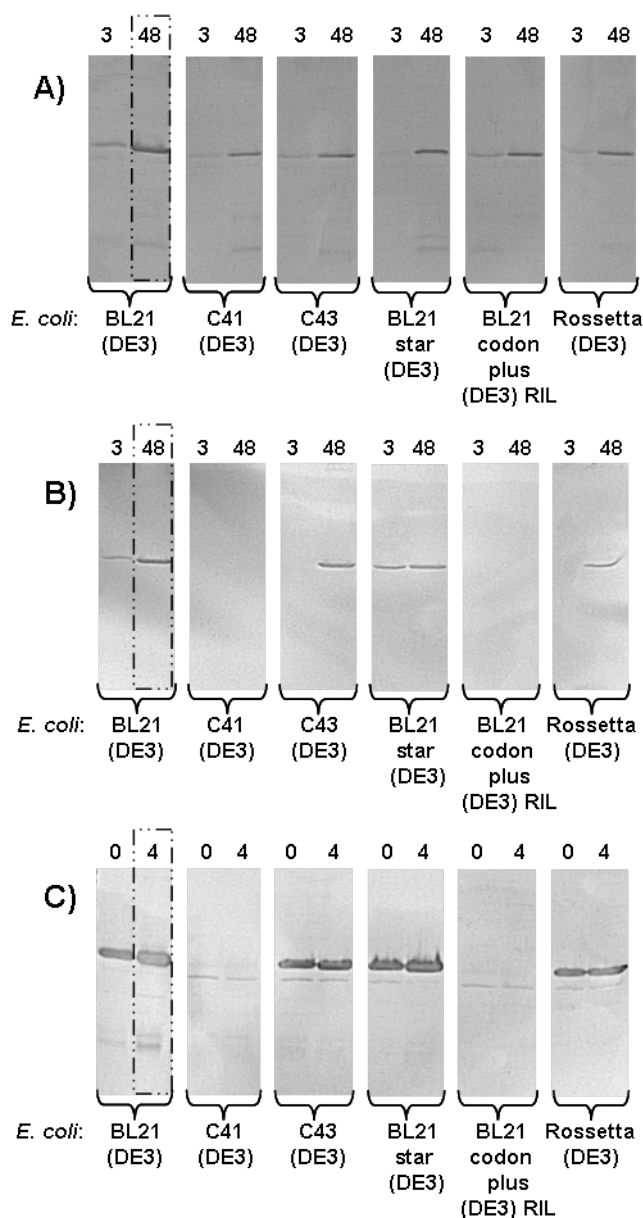 3 48 3 48 3 48 3 48 3 48 3 48
A)
E. coli: BL21 C41 C43 BL21 BL21 Rossetta
(DE3) (DE3) (DE3) star codon (DE3)
(DE3) plus
(DE3) RIL
3 48 3 48 3 48 3 48 3 48 3 48
B)
E. coli: BL21 C41 C43 BL21 BL21 Rossetta
(DE3) (DE3) (DE3) star codon (DE3)
(DE3) plus
(DE3) RIL
0 4 0 4 0 4 0 4 0 4 0 4
C)
E. coli: BL21 C41 C43 BL21 BL21 Rossetta
(DE3) (DE3) (DE3) star codon (DE3)
(DE3) plus
(DE3) RIL